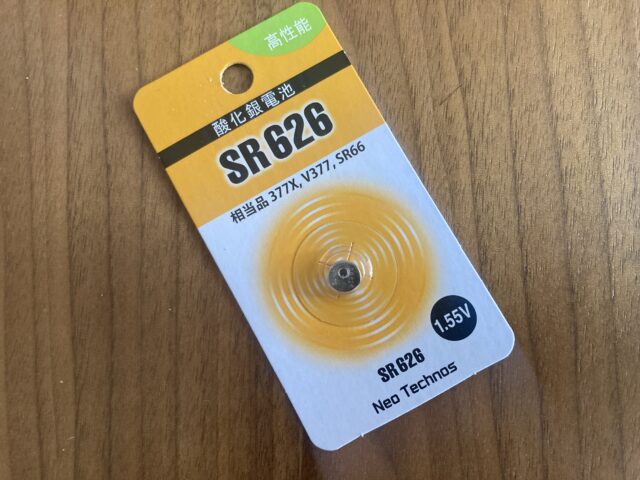 高性能
酸化銀電池
SR626
相当品 377X, V377, SR66
1.55V
SR626
Neo Technos